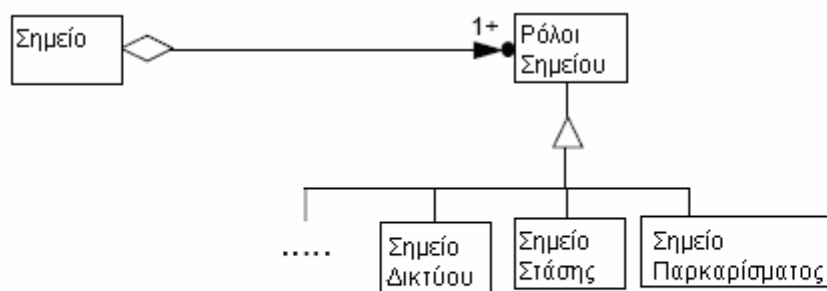 Σημείο
1+
Ρόλοι
Σημείου
.....
Σημείο
Δικτύου
Σημείο
Στάσης
Σημείο
Παρκαρίσματος